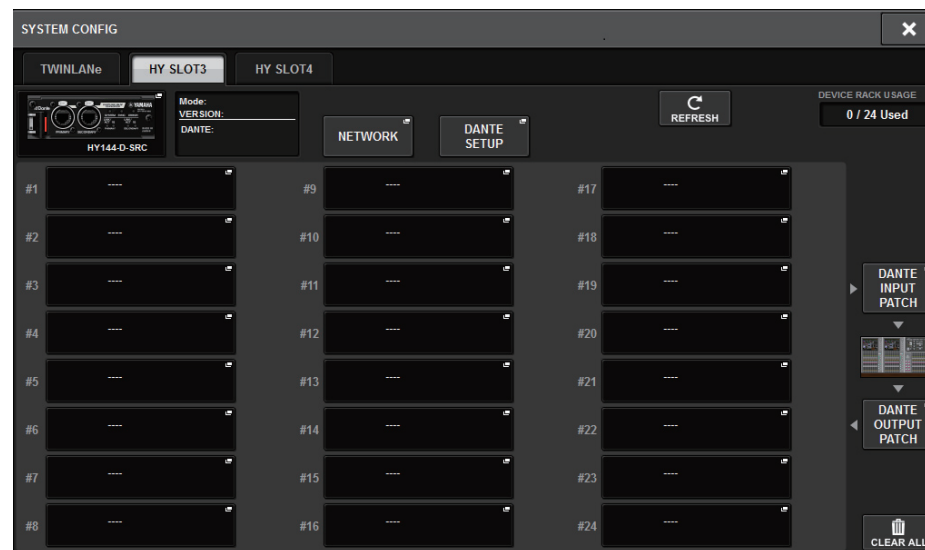 SYSTEM CONFIG
TWINLANe
HY SLOT3
HY SLOT4
Dante
YAMAHA
HY144-D-SRC
Mode:
VERSION:
DANTE:
NETWORK
DANTE
SETUP
REFRESH
DEVICE RACK USAGE
0 / 24 Used
#1 ----
#9 ----
#17 ----
#2 ----
#10 ----
#18 ----
#3 ----
#11 ----
#19 ----
#4 ----
#12 ----
#20 ----
#5 ----
#13 ----
#21 ----
#6 ----
#14 ----
#22 ----
#7 ----
#15 ----
#23 ----
#8 ----
#16 ----
#24 ----
DANTE
INPUT
PATCH
DANTE
OUTPUT
PATCH
CLEAR ALL